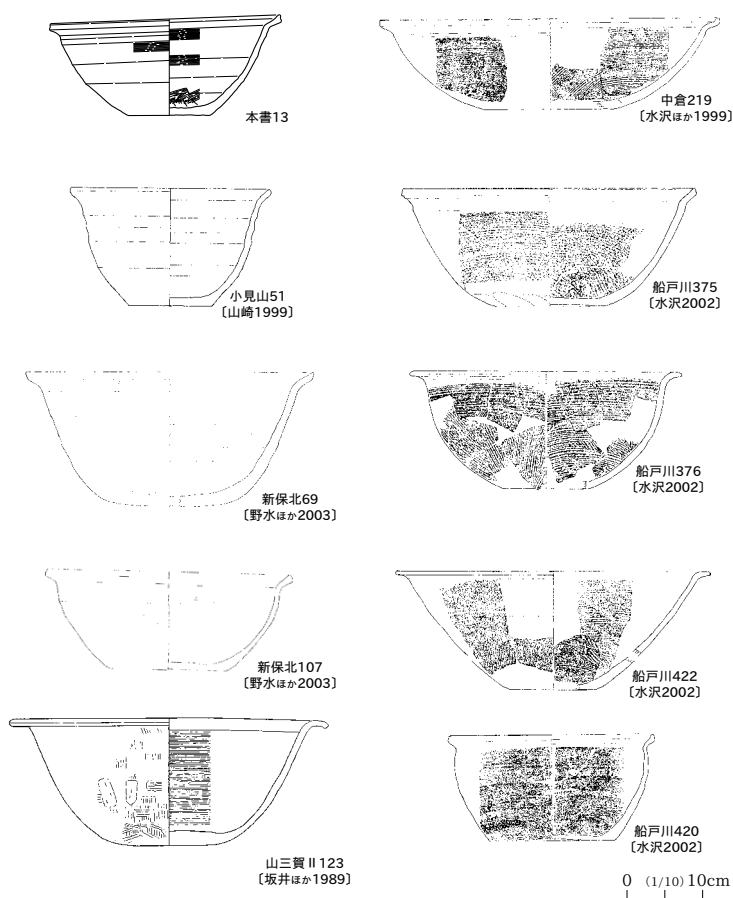 本書13
中倉219
〔水沢ほか1999〕
小見山51
〔山崎1999〕
船戸川375
〔水沢2002〕
新保北69
〔野水ほか2003〕
船戸川376
〔水沢2002〕
新保北107
〔野水ほか2003〕
船戸川422
〔水沢2002〕
山三賀Ⅱ123
〔坂井ほか1989〕
船戸川420
〔水沢2002〕
0 (1/10) 10cm